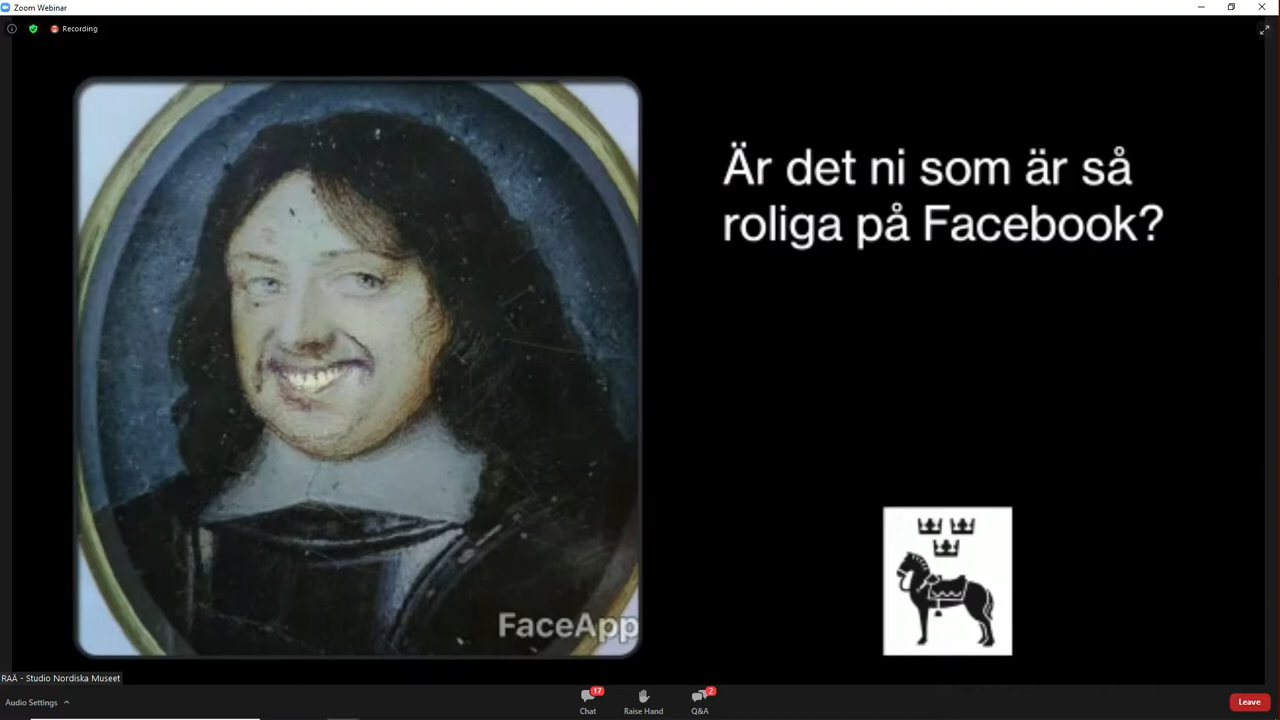 Zoom Webinar
Recording
Är det ni som är så
roliga på Facebook?
FaceApp
RAÄ - Studio Nordiska Museet
Audio Settings
17
2
Chat
Raise Hand
Q&A
Leave